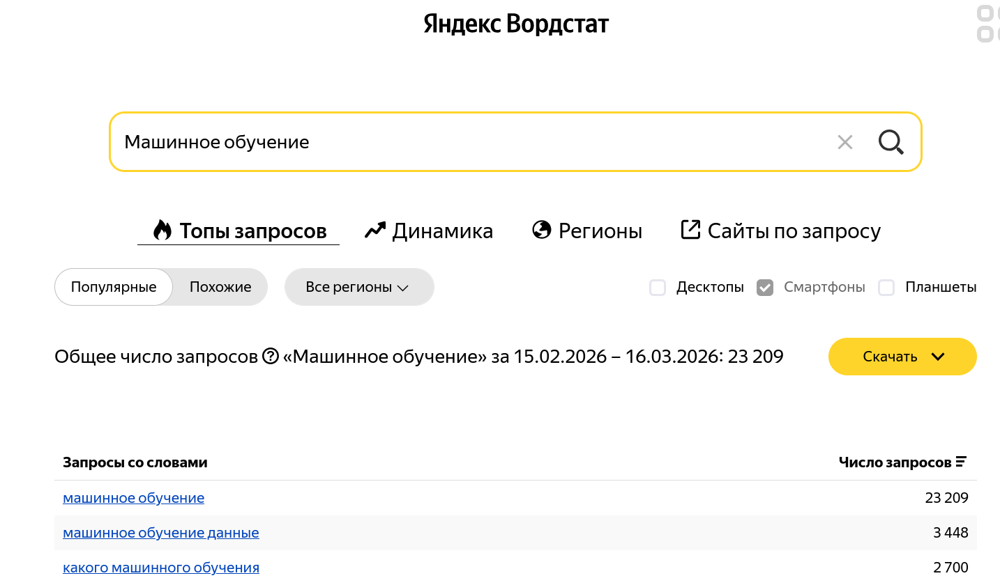 Яндекс Вордстат
Машинное обучение
Топы запросов Динамика Регионы Сайты по запросу
Популярные Похожие Все регионы Десктопы Смартфоны Планшеты
Общее число запросов ? «Машинное обучение» за 15.02.2026 – 16.03.2026: 23 209 Скачать
Запросы со словами Число запросов
машинное обучение 23 209
машинное обучение данные 3 448
какого машинного обучения 2 700